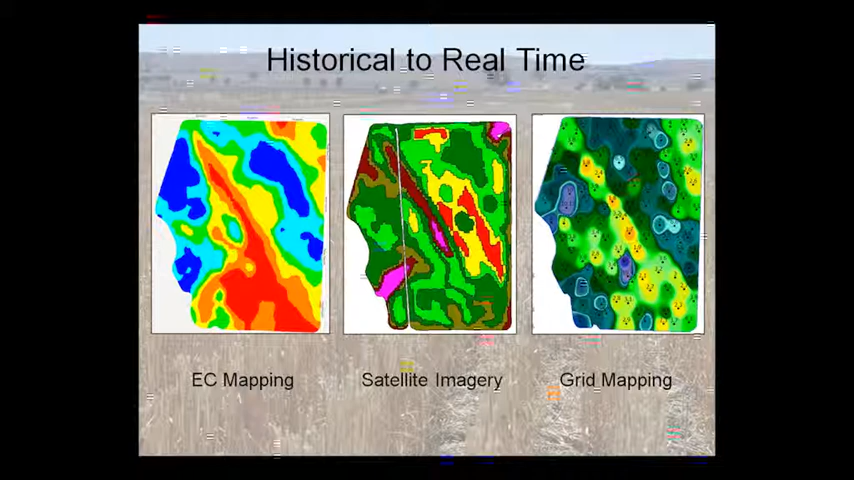 Historical to Real Time
EC Mapping
Satellite Imagery
Grid Mapping